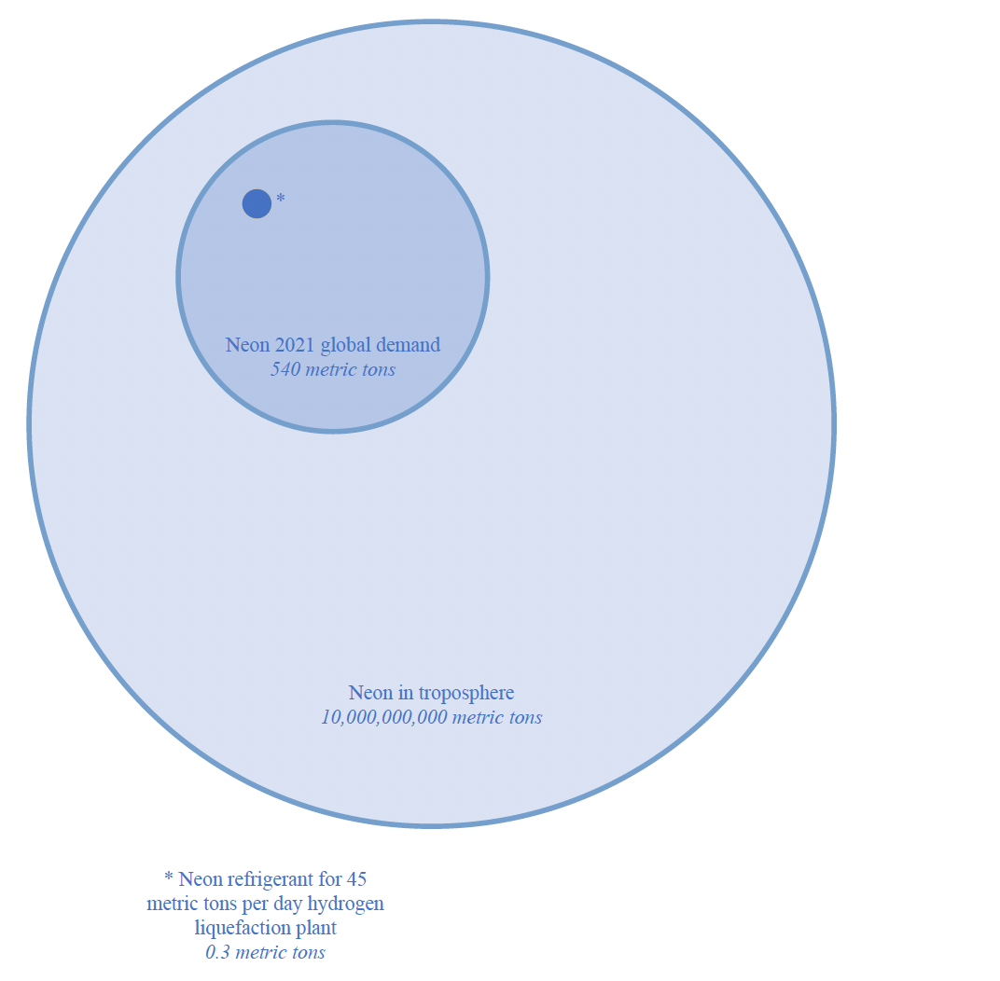 *
Neon 2021 global demand
540 metric tons
Neon in troposphere
10,000,000,000 metric tons
* Neon refrigerant for 45
metric tons per day hydrogen
liquefaction plant
0.3 metric tons